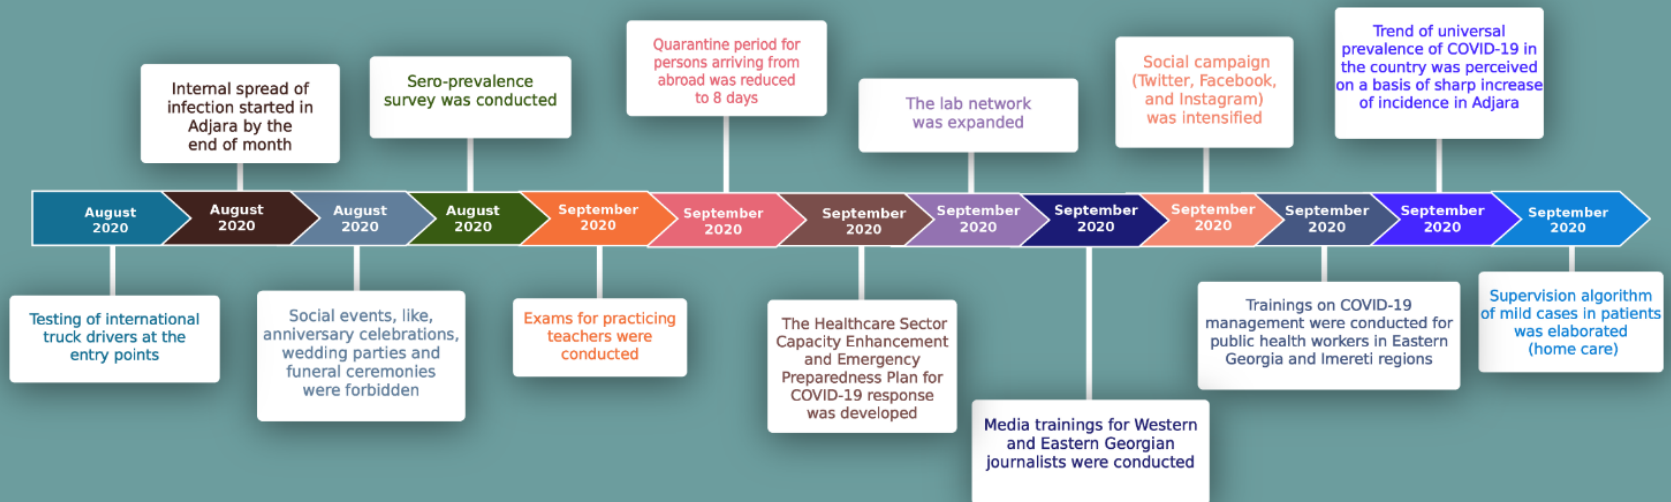 Internal spread of
infection started in
Adjara by the
end of month
Sero-prevalence
survey was conducted
Quarantine period for
persons arriving from
abroad was reduced
to 8 days
The lab network
was expanded
Social campaign
(Twitter, Facebook,
and Instagram)
was intensified
Trend of universal
prevalence of COVID-19 in
the country was perceived
on a basis of sharp increase
of incidence in Adjara
August
2020
August
2020
August
2020
August
2020
September
2020
September
2020
September
2020
September
2020
September
2020
September
2020
September
2020
September
2020
September
2020
Testing of international
truck drivers at the
entry points
Social events, like,
anniversary celebrations,
wedding parties and
funeral ceremonies
were forbidden
Exams for practicing
teachers were
conducted
The Healthcare Sector
Capacity Enhancement
and Emergency
Preparedness Plan for
COVID-19 response
was developed
Media trainings for Western
and Eastern Georgian
journalists were conducted
Trainings on COVID-19
management were conducted for
public health workers in Eastern
Georgia and Imereti regions
Supervision algorithm
of mild cases in patients
was elaborated
(home care)